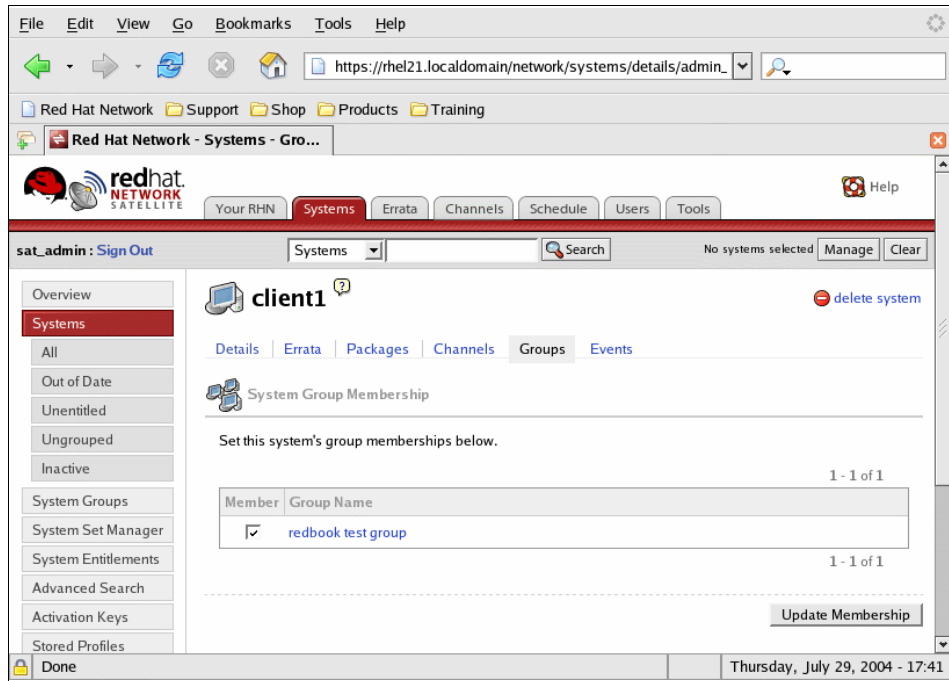 File Edit View Go Bookmarks Tools Help
https://rhel21.localdomain/network/systems/details/admin_
Red Hat Network Support Shop Products Training
Red Hat Network - Systems - Gro...
redhat.
NETWORK
SATELLITE
Help
Your RHN Systems Errata Channels Schedule Users Tools
sat_admin : Sign Out Systems Search No systems selected Manage Clear
Overview
Systems
All
Out of Date
Unentitled
Ungrouped
Inactive
System Groups
System Set Manager
System Entitlements
Advanced Search
Activation Keys
Stored Profiles
client1 ? delete system
Details Errata Packages Channels Groups Events
System Group Membership
Set this system's group memberships below.
1 - 1 of 1
Member Group Name
redbook test group
1 - 1 of 1
Update Membership
Done Thursday, July 29, 2004 - 17:41